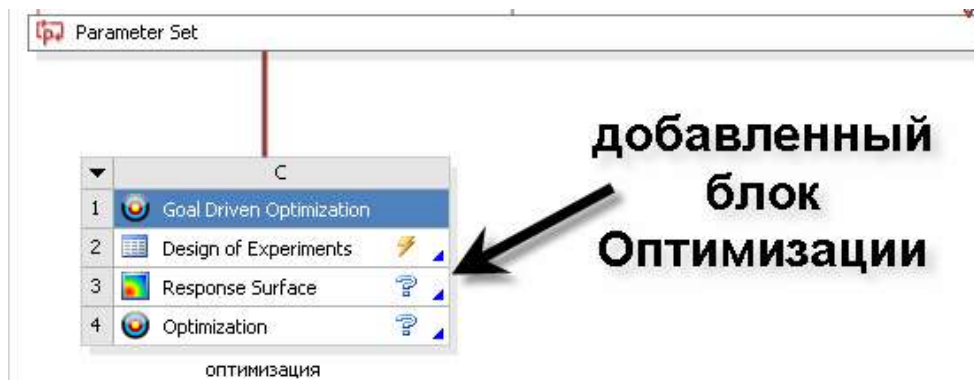 Parameter Set
C
1 Goal Driven Optimization
2 Design of Experiments
3 Response Surface
4 Optimization
оптимизация
добавленный
блок
Оптимизации